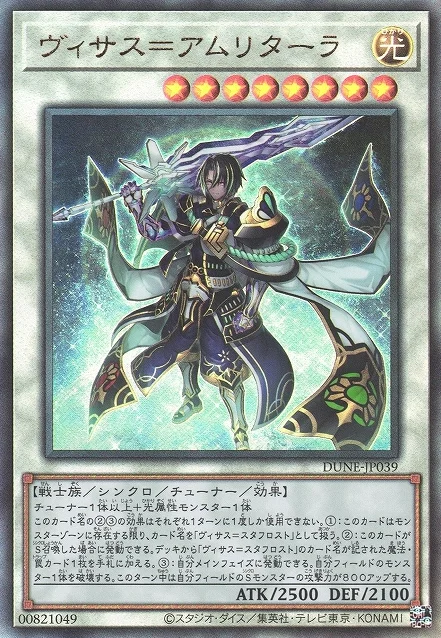 ヴィサス＝アムリターラ
光
DUNE-JP039
【戦士族／シンクロ／チューナー／効果】
チューナー1体以上＋光属性モンスター1体
このカード名の②③の効果はそれぞれ1ターンに1度しか使用できない。①：このカードはモン
スターゾーンに存在する限り、カード名を「ヴィサス＝スタフロスト」として扱う。②：このカードが
S召喚した場合に発動できる。デッキから「ヴィサス＝スタフロスト」のカード名が記された魔法・
罠カード1枚を手札に加える。③：自分メインフェイズに発動できる。自分フィールドのモンスタ
ー1体を破壊する。このターン中は自分フィールドのSモンスターの攻撃力が800アップする。
ATK/2500 DEF/2100
00821049
©スタジオ・ダイス／集英社・テレビ東京・KONAMI